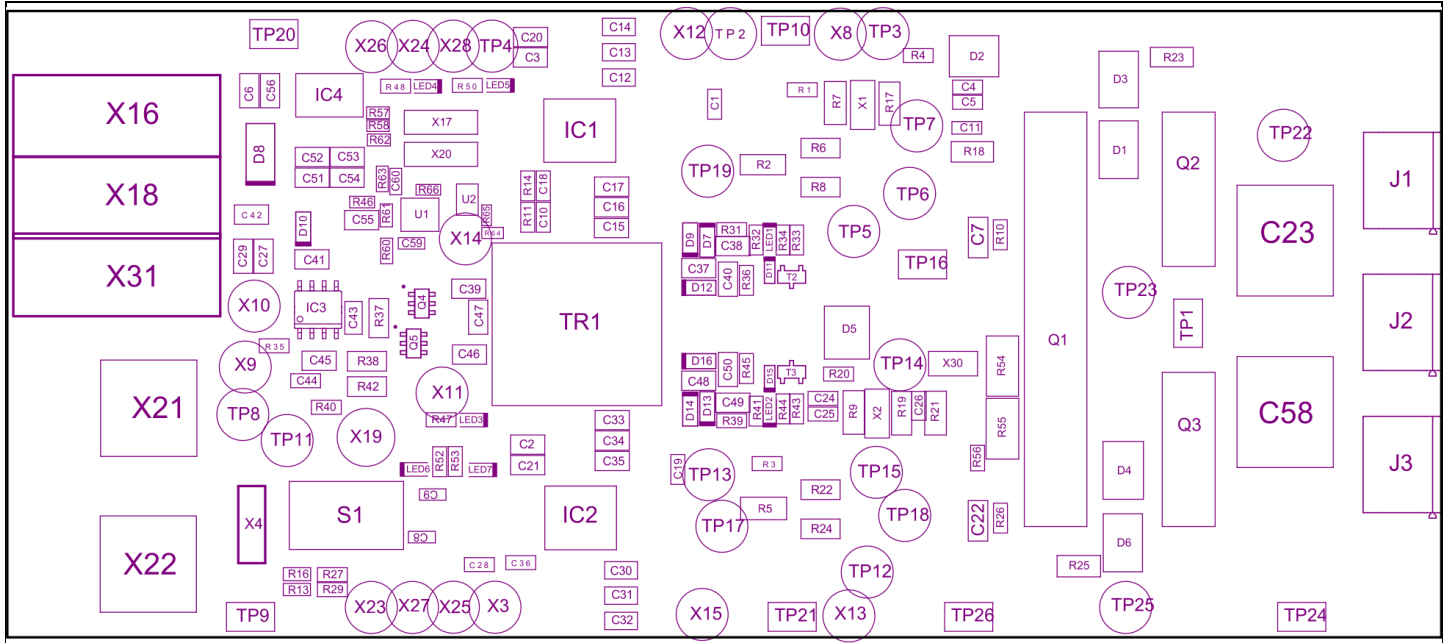 TP20
X26
X24
X28
TP4
C20
C3
C14
C13
C12
X12
TP2
TP10
X8
TP3
R4
D2
D3
R23
X16
C6
C56
IC4
R48
LED4
R50
LED5
R57
R58
R62
X17
X20
IC1
C1
R1
R7
X1
R17
C4
C5
TP7
C11
R18
D1
Q2
TP22
J1
D8
C52
C53
C51
C54
R63
C60
R66
R46
C55
R61
U1
U2
R65
R64
X14
R14
C18
R11
C10
C17
C16
C15
TP19
R2
R6
R8
TP6
TP5
X18
C42
D10
C59
R60
C29
C27
C41
D9
D7
R31
C38
R32
LED1
R34
R33
C7
R10
C23
X31
C37
D12
C40
R36
D11
T2
TP16
TP23
X10
IC3
C43
R37
Q4
Q5
C39
C47
C46
TR1
D5
Q1
TP1
J2
R35
X9
C45
C44
R38
R42
X11
D16
C48
C50
R45
D15
T3
R20
TP14
X30
R54
X21
TP8
TP11
R40
X19
R47
LED3
D14
D13
C49
R39
R41
LED2
R44
R43
C24
C25
R9
X2
R19
C26
R21
R55
Q3
C58
J3
C33
C34
C35
C2
C21
R52
R53
LED6
LED7
C19
TP13
R3
TP15
R56
D4
X4
S1
C9
C8
IC2
TP17
R5
R22
R24
TP18
C22
R26
D6
X22
R16
R27
R13
R29
C28
C36
C30
C31
C32
TP12
R25
TP9
X23
X27
X25
X3
X15
TP21
X13
TP26
TP25
TP24